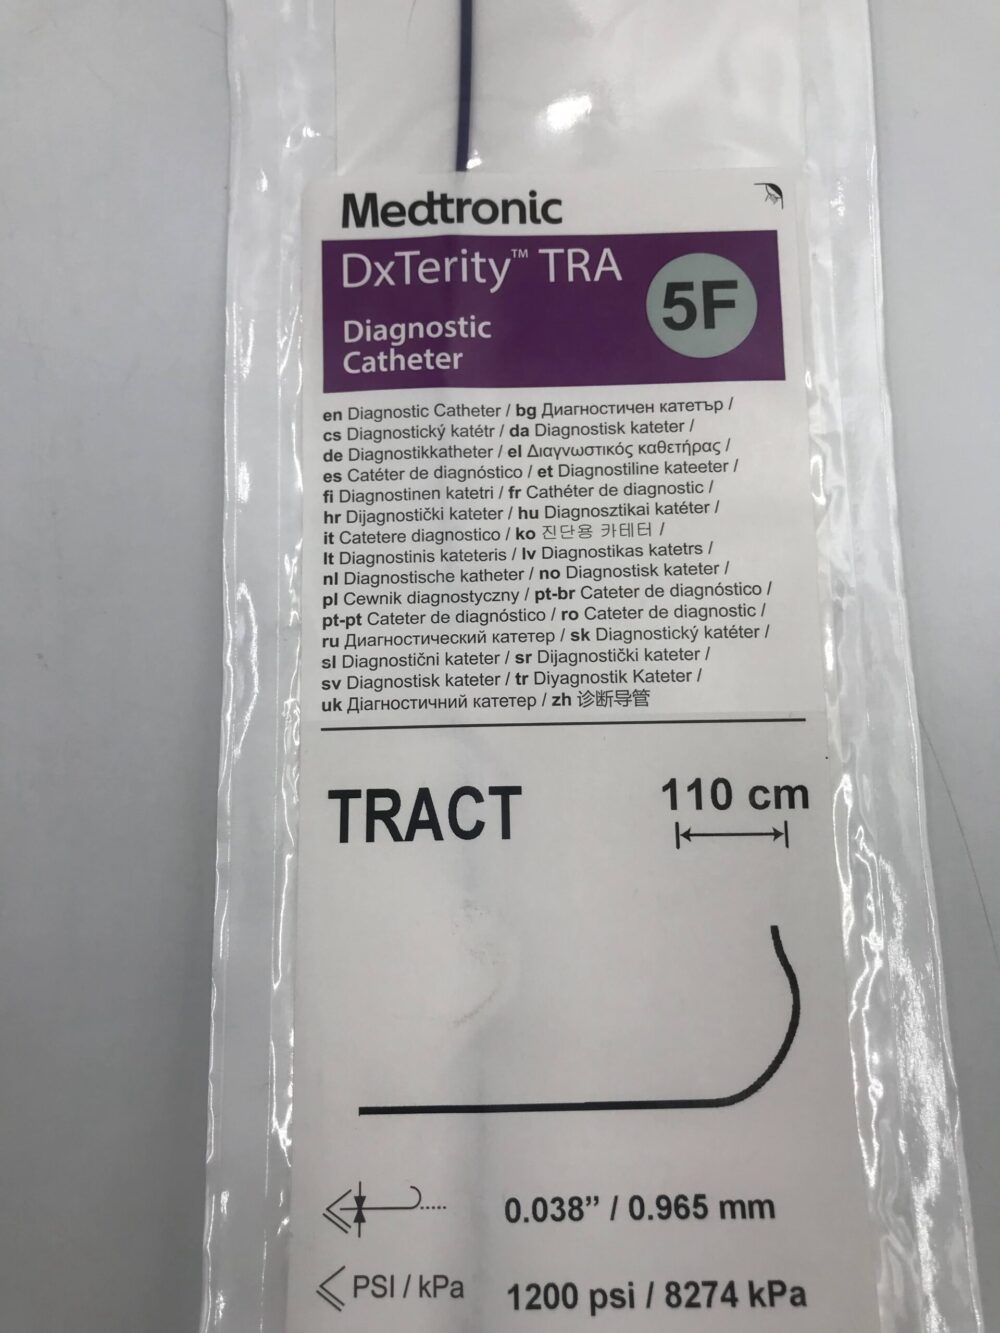 Medtronic
DxTerity™ TRA
5F
Diagnostic
Catheter
en Diagnostic Catheter / bg Диагностичен катетър /
cs Diagnostický katétr / da Diagnostisk kateter /
de Diagnostikkatheter / el Διαγνωστικός καθετήρας /
es Catéter de diagnóstico / et Diagnostiline kateeter /
fi Diagnostinen katetri / fr Cathéter de diagnostic /
hr Dijagnostički kateter / hu Diagnosztikai katéter /
it Catetere diagnostico / ko 진단용 카테터 /
lt Diagnostinis kateteris / lv Diagnostikas katetrs /
nl Diagnostische katheter / no Diagnostisk kateter /
pl Cewnik diagnostyczny / pt-br Cateter de diagnóstico /
pt-pt Cateter de diagnóstico / ro Cateter de diagnostic /
ru Диагностический катетер / sk Diagnostický katéter /
sl Diagnostični kateter / sr Dijagnostički kateter /
sv Diagnostisk kateter / tr Diyagnostik Kateter /
uk Діагностичний катетер / zh 诊断导管
TRACT
110 cm
0.038” / 0.965 mm
PSI / kPa 1200 psi / 8274 kPa